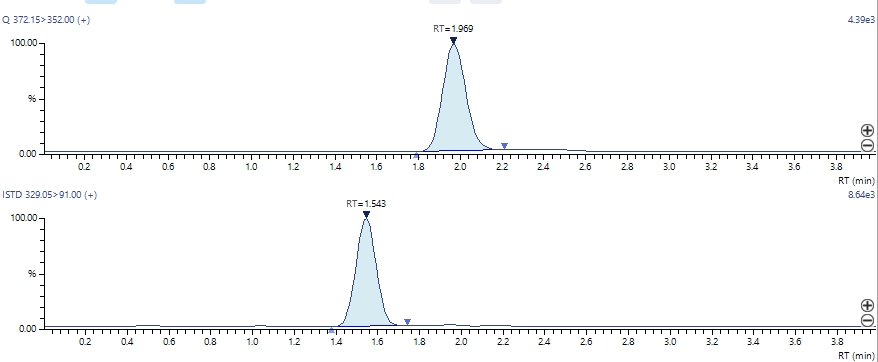 Q 372.15>352.00 (+) 4.39e3
RT=1.969
100.00
%
0.00
0.2 0.4 0.6 0.8 1.0 1.2 1.4 1.6 1.8 2.0 2.2 2.4 2.6 2.8 3.0 3.2 3.4 3.6 3.8
RT (min)
ISTD 329.05>91.00 (+) 8.64e3
RT=1.543
100.00
%
0.00
0.2 0.4 0.6 0.8 1.0 1.2 1.4 1.6 1.8 2.0 2.2 2.4 2.6 2.8 3.0 3.2 3.4 3.6 3.8
RT (min)